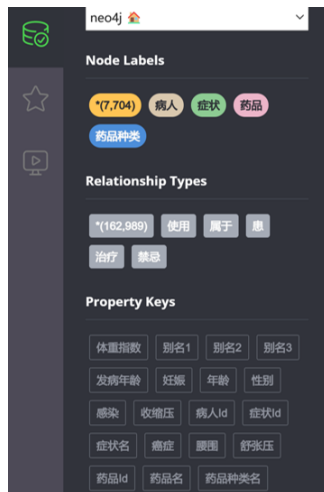 neo4j
Node Labels
*(7,704) 病人 症状 药品
药品种类
Relationship Types
*(162,989) 使用 属于 患
治疗 禁忌
Property Keys
体重指数 别名1 别名2 别名3
发病年龄 妊娠 年龄 性别
感染 收缩压 病人Id 症状Id
症状名 癌症 腰围 舒张压
药品Id 药品名 药品种类名